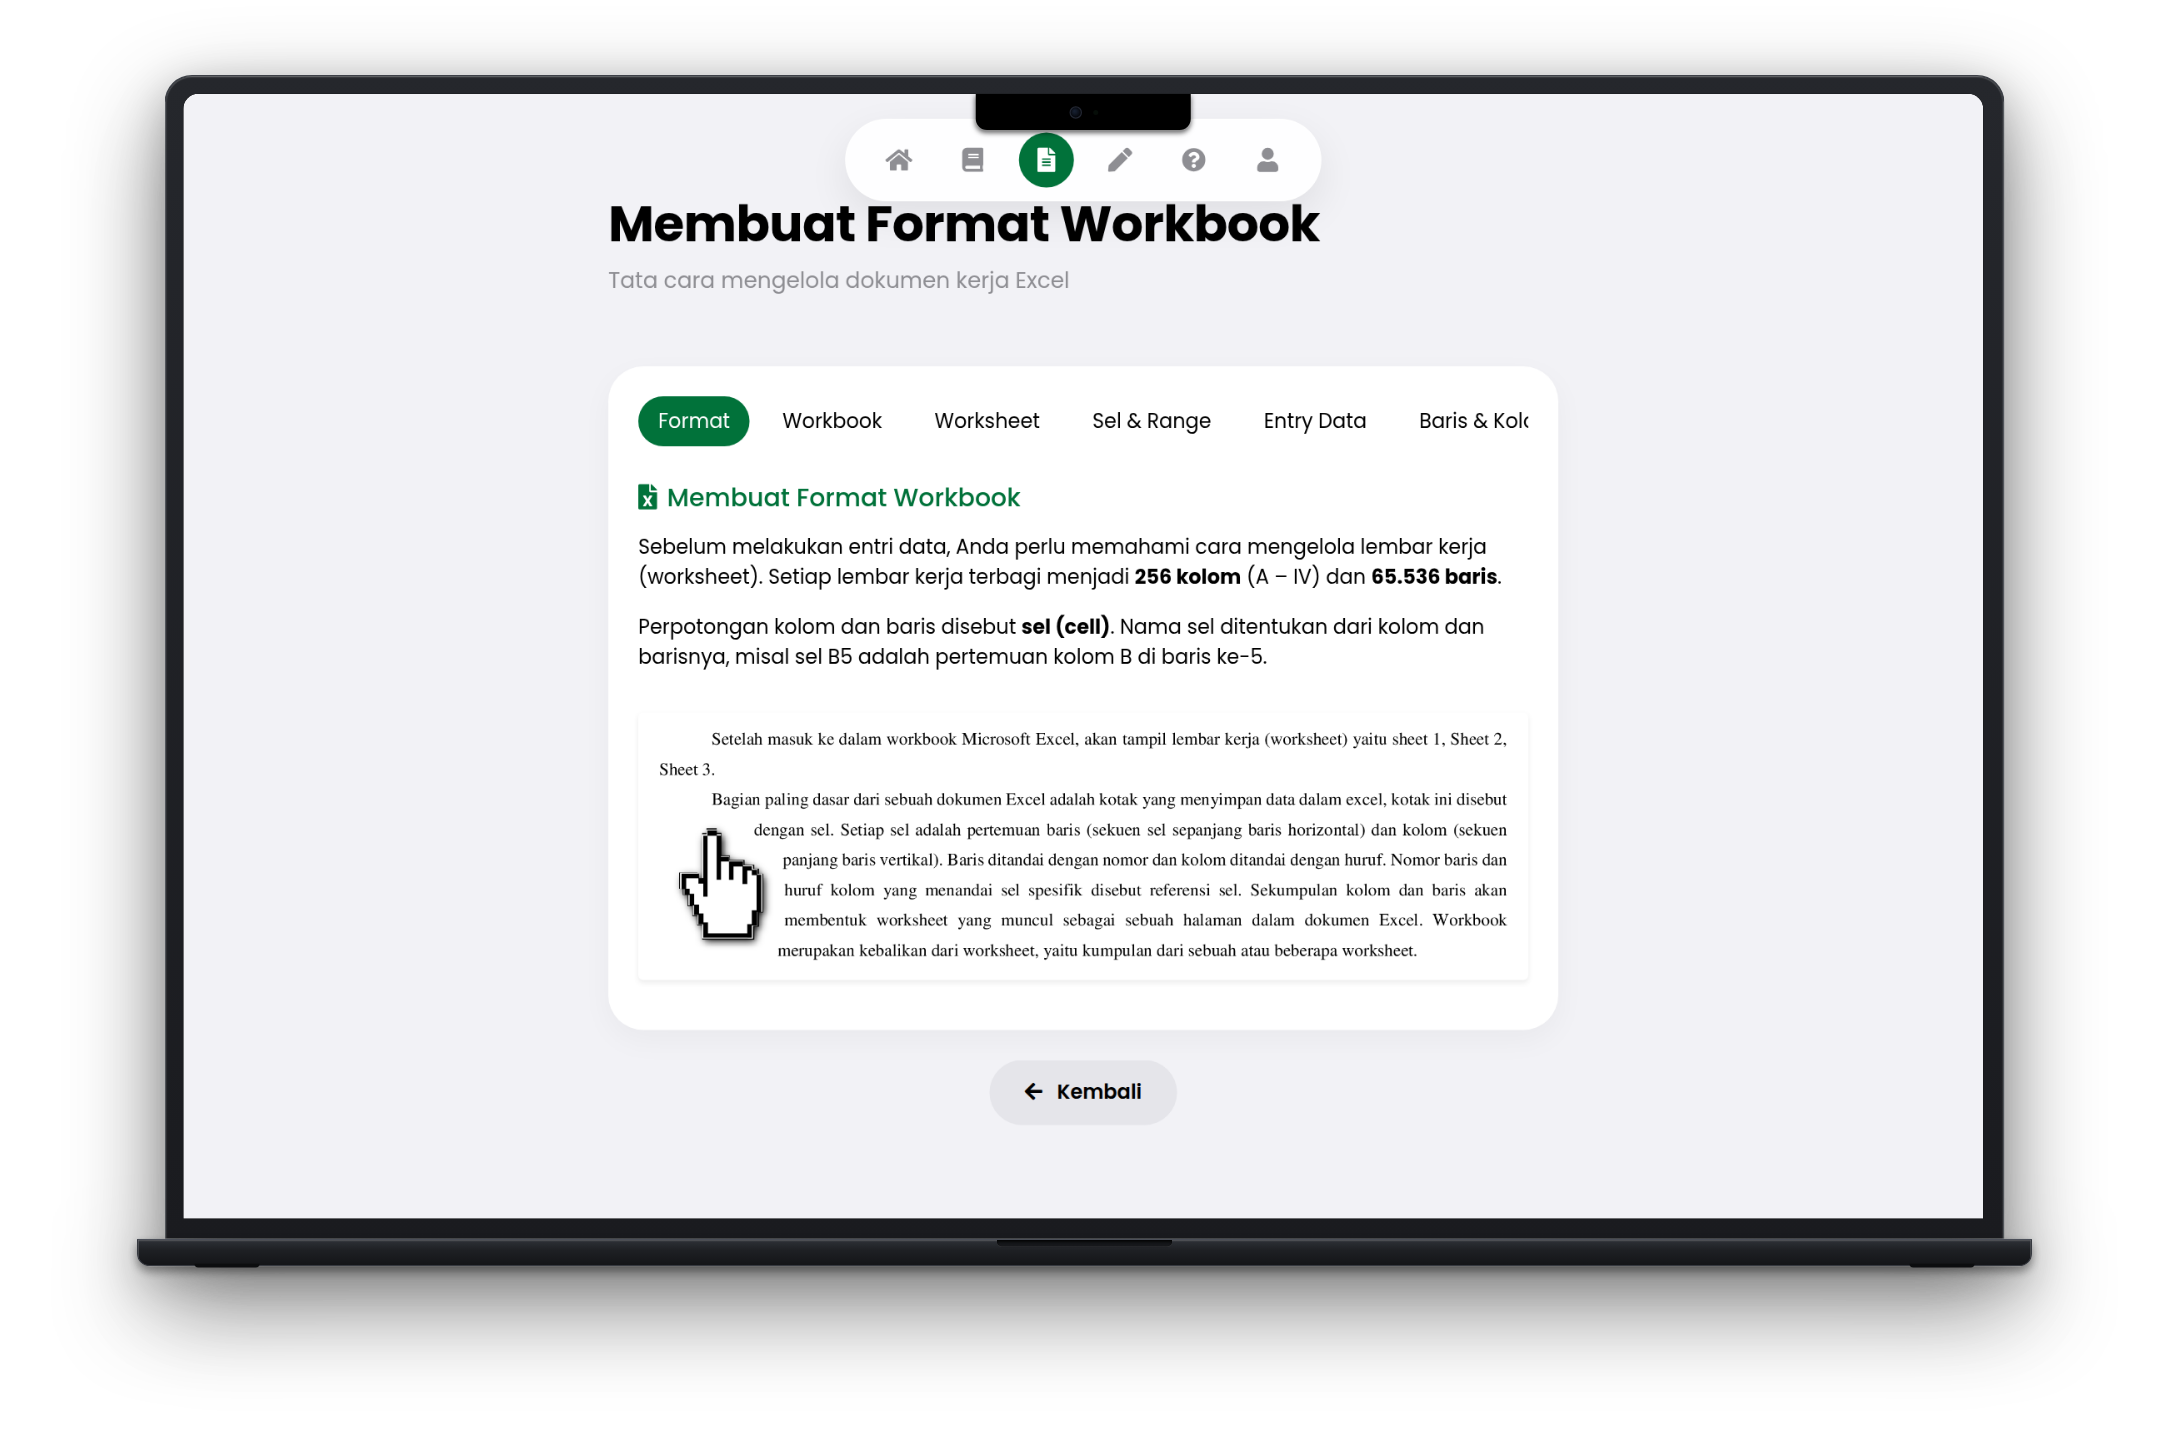 Membuat Format Workbook
Tata cara mengelola dokumen kerja Excel
Format Workbook Worksheet Sel & Range Entry Data Baris & Kolo
Membuat Format Workbook
Sebelum melakukan entri data, Anda perlu memahami cara mengelola lembar kerja
(worksheet). Setiap lembar kerja terbagi menjadi 256 kolom (A – IV) dan 65.536 baris.
Perpotongan kolom dan baris disebut sel (cell). Nama sel ditentukan dari kolom dan
barisnya, misal sel B5 adalah pertemuan kolom B di baris ke-5.
Setelah masuk ke dalam workbook Microsoft Excel, akan tampil lembar kerja (worksheet) yaitu sheet 1, Sheet 2,
Sheet 3.
Bagian paling dasar dari sebuah dokumen Excel adalah kotak yang menyimpan data dalam excel, kotak ini disebut
dengan sel. Setiap sel adalah pertemuan baris (sekuen sel sepanjang baris horizontal) dan kolom (sekuen
panjang baris vertikal). Baris ditandai dengan nomor dan kolom ditandai dengan huruf. Nomor baris dan
huruf kolom yang menandai sel spesifik disebut referensi sel. Sekumpulan kolom dan baris akan
membentuk worksheet yang muncul sebagai sebuah halaman dalam dokumen Excel. Workbook
merupakan kebalikan dari worksheet, yaitu kumpulan dari sebuah atau beberapa worksheet.
Kembali